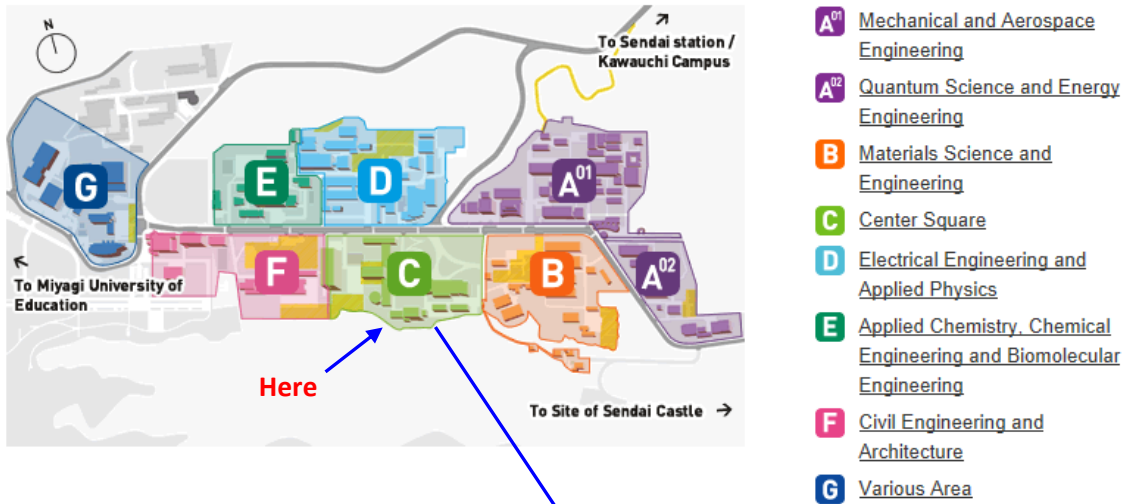 N
To Sendai station /
Kawauchi Campus
G
E
D
A01
F
C
B
A02
To Miyagi University of
Education
Here
To Site of Sendai Castle →
A01 Mechanical and Aerospace
Engineering
A02 Quantum Science and Energy
Engineering
B Materials Science and
Engineering
C Center Square
D Electrical Engineering and
Applied Physics
E Applied Chemistry, Chemical
Engineering and Biomolecular
Engineering
F Civil Engineering and
Architecture
G Various Area